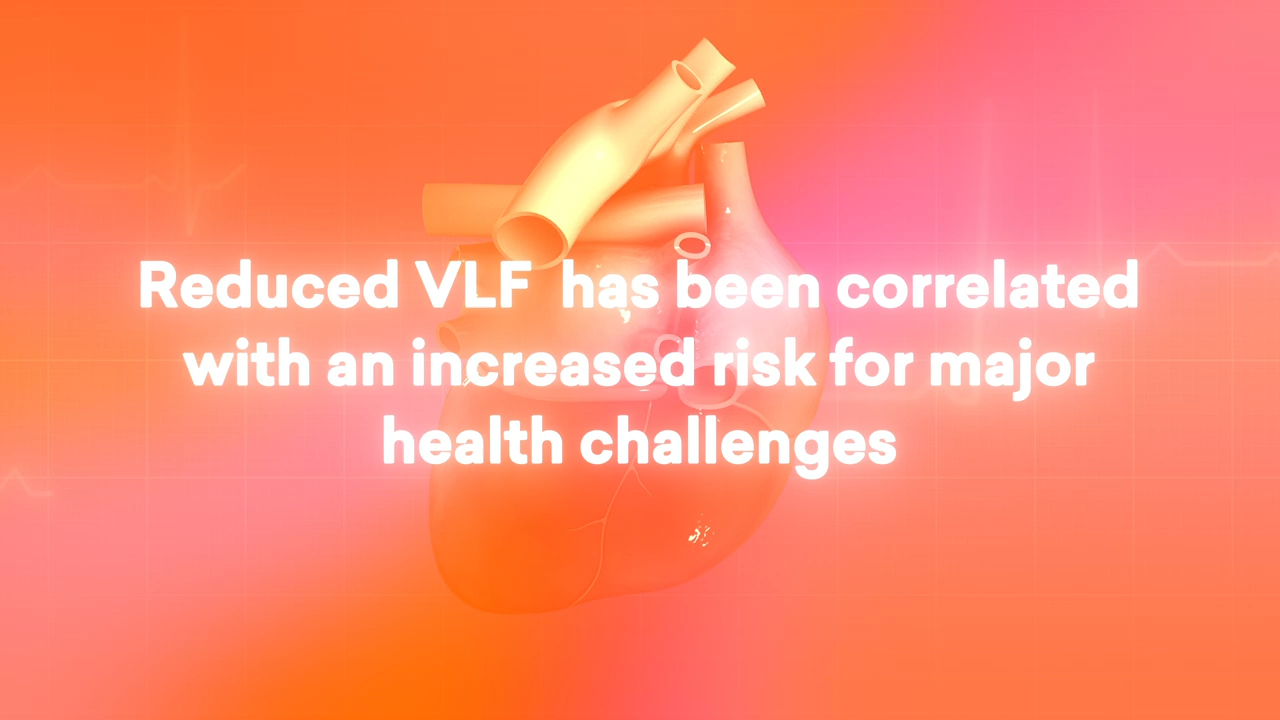 Reduced VLF has been correlated
with an increased risk for major
health challenges